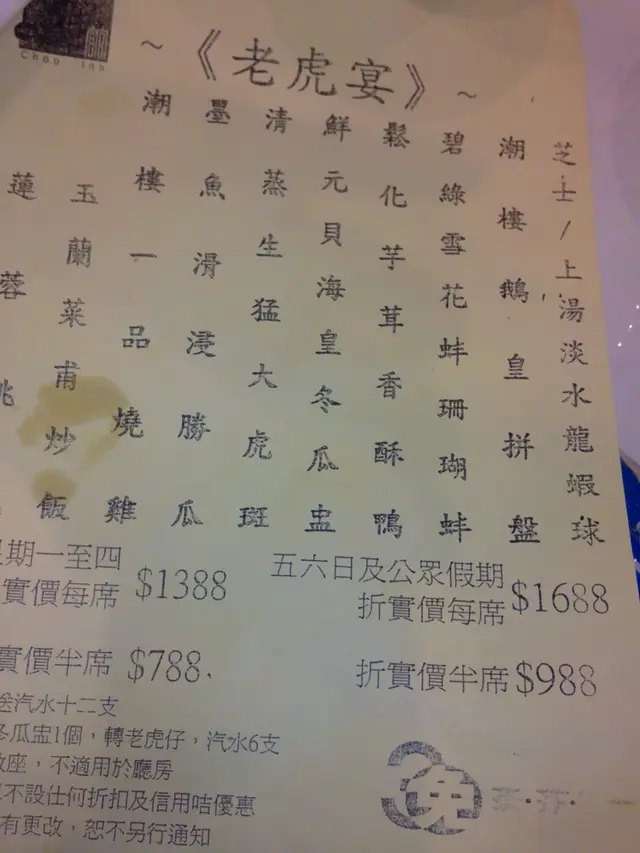 Chao Inn
~《老虎宴》~
芝士/上湯淡水龍蝦球
潮樓鵝皇拼盤
碧綠雪花蚌珊瑚蚌
鬆化芋茸香酥鴨
鮮元貝海皇冬瓜盅
清蒸生猛大虎斑
墨魚滑浸勝瓜
潮樓一品燒雞
玉蘭菜甫炒飯
蓮蓉
期一至四
實價每席 $1388
五六日及公眾假期
折實價每席 $1688
實價半席 $788.
折實價半席 $988
送汽水十二支
冬瓜盅1個，轉老虎仔，汽水6支
座，不適用於廳房
不設仕何折扣及信用咭優惠
有更改，恕不另行通知
免